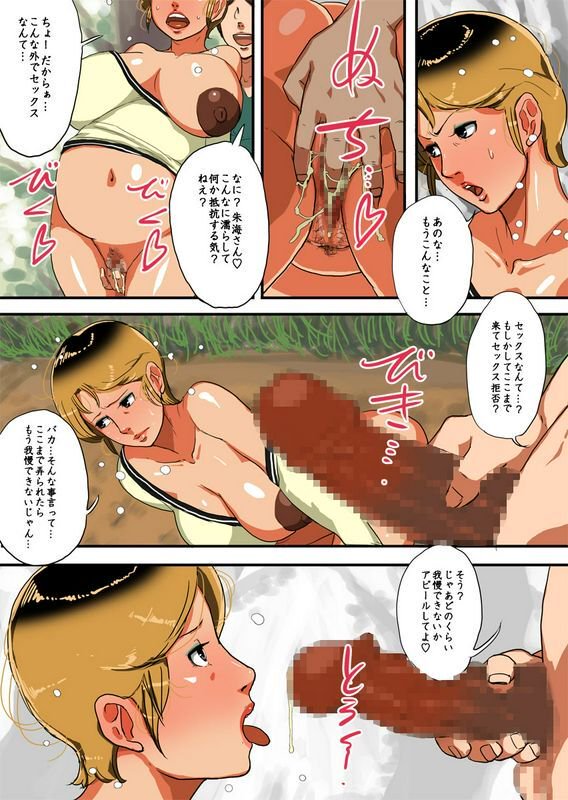 あのな…
もうこんなこと…
ぬち
なに?朱海さん♡
こんなに濡らして
何か抵抗する気?
ねえ?
ちょーだからぁ…
こんな外でセックス
なんて…
びくっ♡
びくっ♡
セックスなんて…?
もしかしてここまで
来てセックス
拒否?
びき…
バカ…そんな事言って…
ここまで弄られたら
もう我慢できないじゃん…
そう?
じゃあどのくらい
我慢できないか
アピールしてよ♡
とろ〜